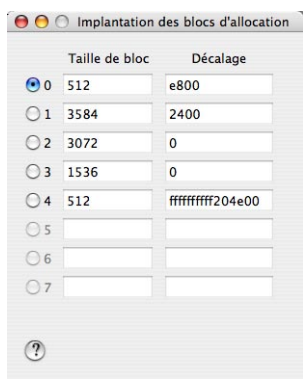 Implantation des blocs d'allocation
Taille de bloc Décalage
0 512 e800
1 3584 2400
2 3072 0
3 1536 0
4 512 ffffffffff204e00
5
6
7
?